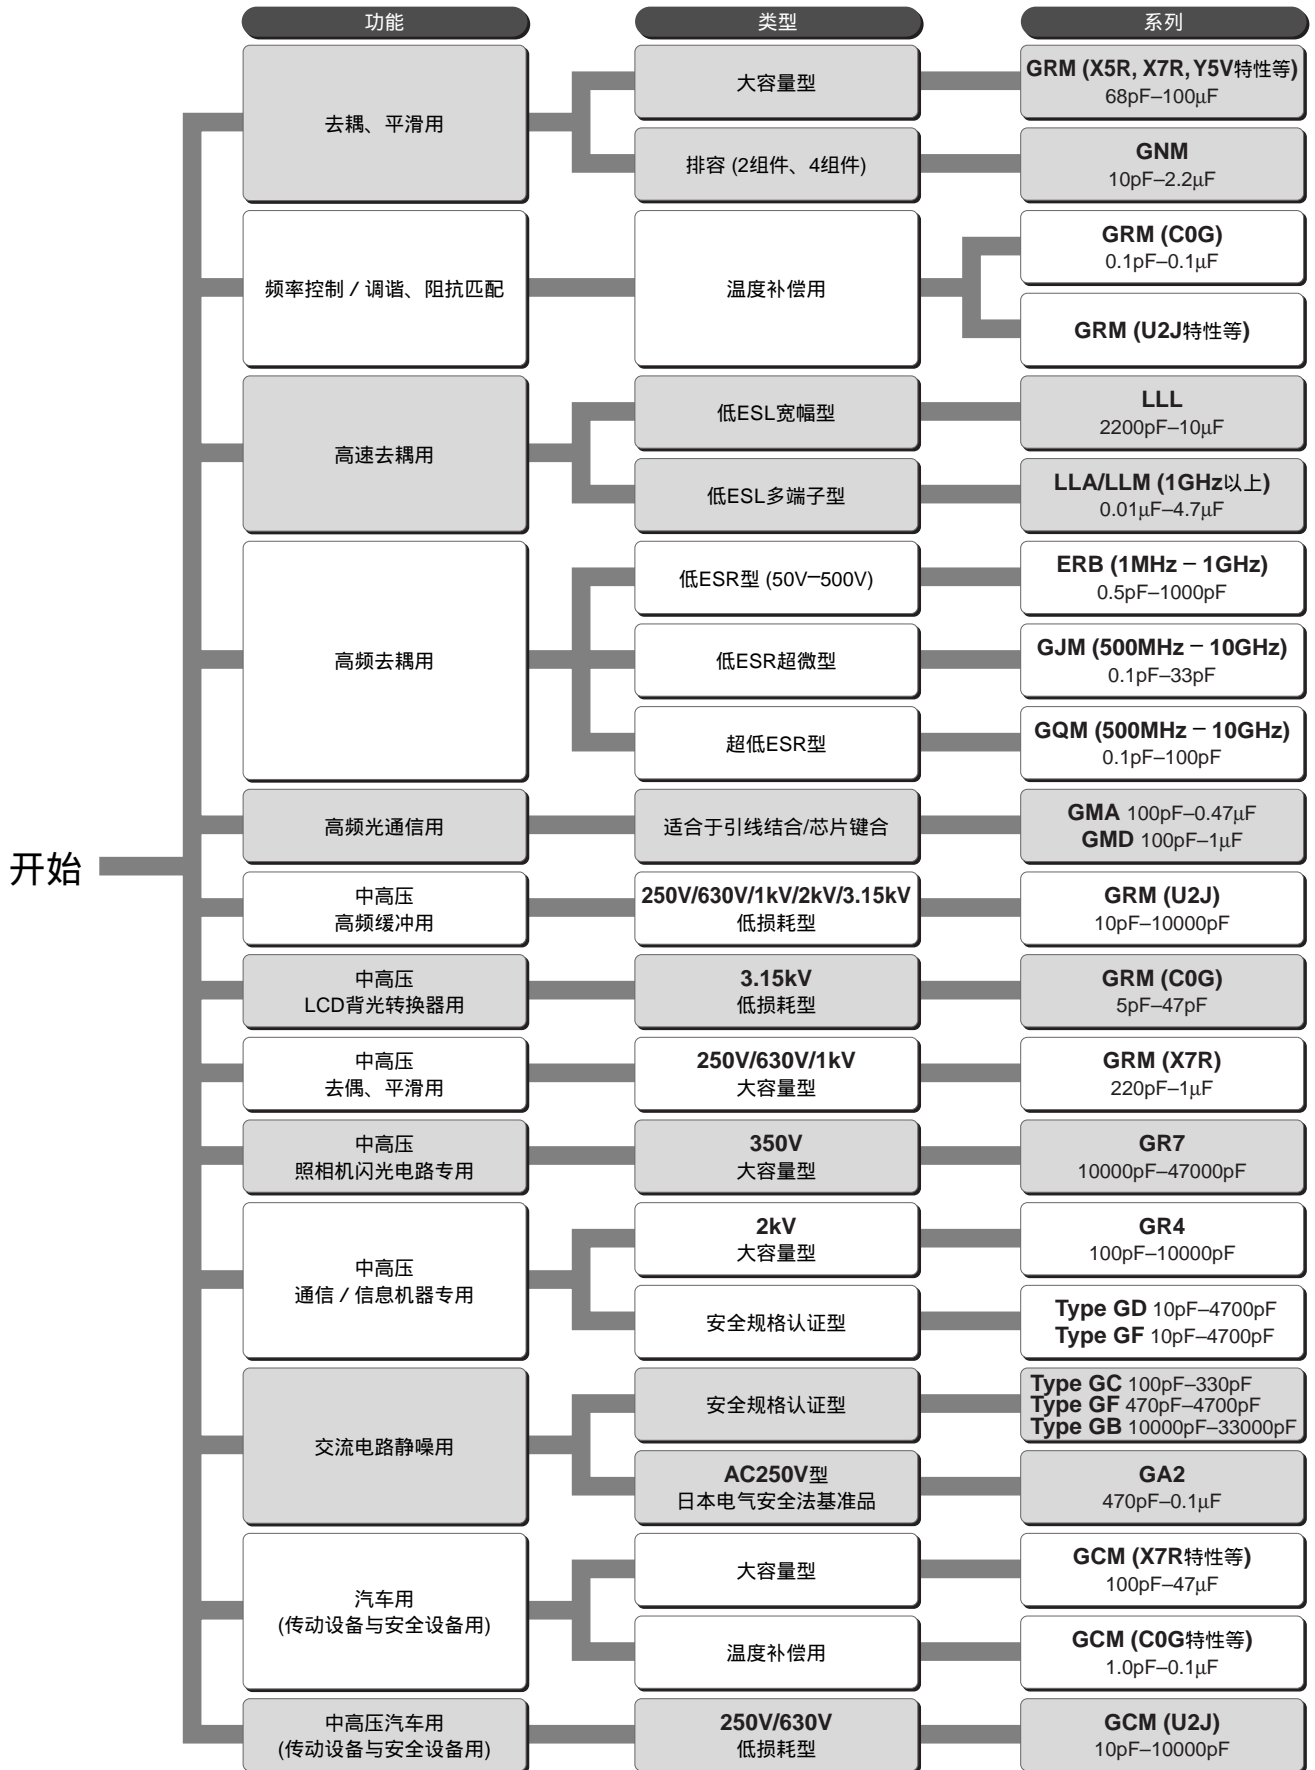 功能
类型
系列
开始
去耦、平滑用
大容量型
GRM (X5R, X7R, Y5V特性等)
68pF–100μF
排容 (2组件、4组件)
GNM
10pF–2.2μF
频率控制 / 调谐、阻抗匹配
温度补偿用
GRM (C0G)
0.1pF–0.1μF
GRM (U2J特性等)
高速去耦用
低ESL宽幅型
LLL
2200pF–10μF
低ESL多端子型
LLA/LLM (1GHz以上)
0.01μF–4.7μF
高频去耦用
低ESR型 (50V–500V)
ERB (1MHz – 1GHz)
0.5pF–1000pF
低ESR超微型
GJM (500MHz – 10GHz)
0.1pF–33pF
超低ESR型
GQM (500MHz – 10GHz)
0.1pF–100pF
高频光通信用
适合于引线结合/芯片键合
GMA 100pF–0.47μF
GMD 100pF–1μF
中高压
高频缓冲用
250V/630V/1kV/2kV/3.15kV
低损耗型
GRM (U2J)
10pF–10000pF
中高压
LCD背光转换器用
3.15kV
低损耗型
GRM (C0G)
5pF–47pF
中高压
去偶、平滑用
250V/630V/1kV
大容量型
GRM (X7R)
220pF–1μF
中高压
照相机闪光电路专用
350V
大容量型
GR7
10000pF–47000pF
中高压
通信 / 信息机器专用
2kV
大容量型
GR4
100pF–10000pF
安全规格认证型
Type GD 10pF–4700pF
Type GF 10pF–4700pF
交流电路静噪用
安全规格认证型
Type GC 100pF–330pF
Type GF 470pF–4700pF
Type GB 10000pF–33000pF
AC250V型
日本电气安全法基准品
GA2
470pF–0.1μF
汽车用
(传动设备与安全设备用)
大容量型
GCM (X7R特性等)
100pF–47μF
温度补偿用
GCM (C0G特性等)
1.0pF–0.1μF
中高压汽车用
(传动设备与安全设备用)
250V/630V
低损耗型
GCM (U2J)
10pF–10000pF